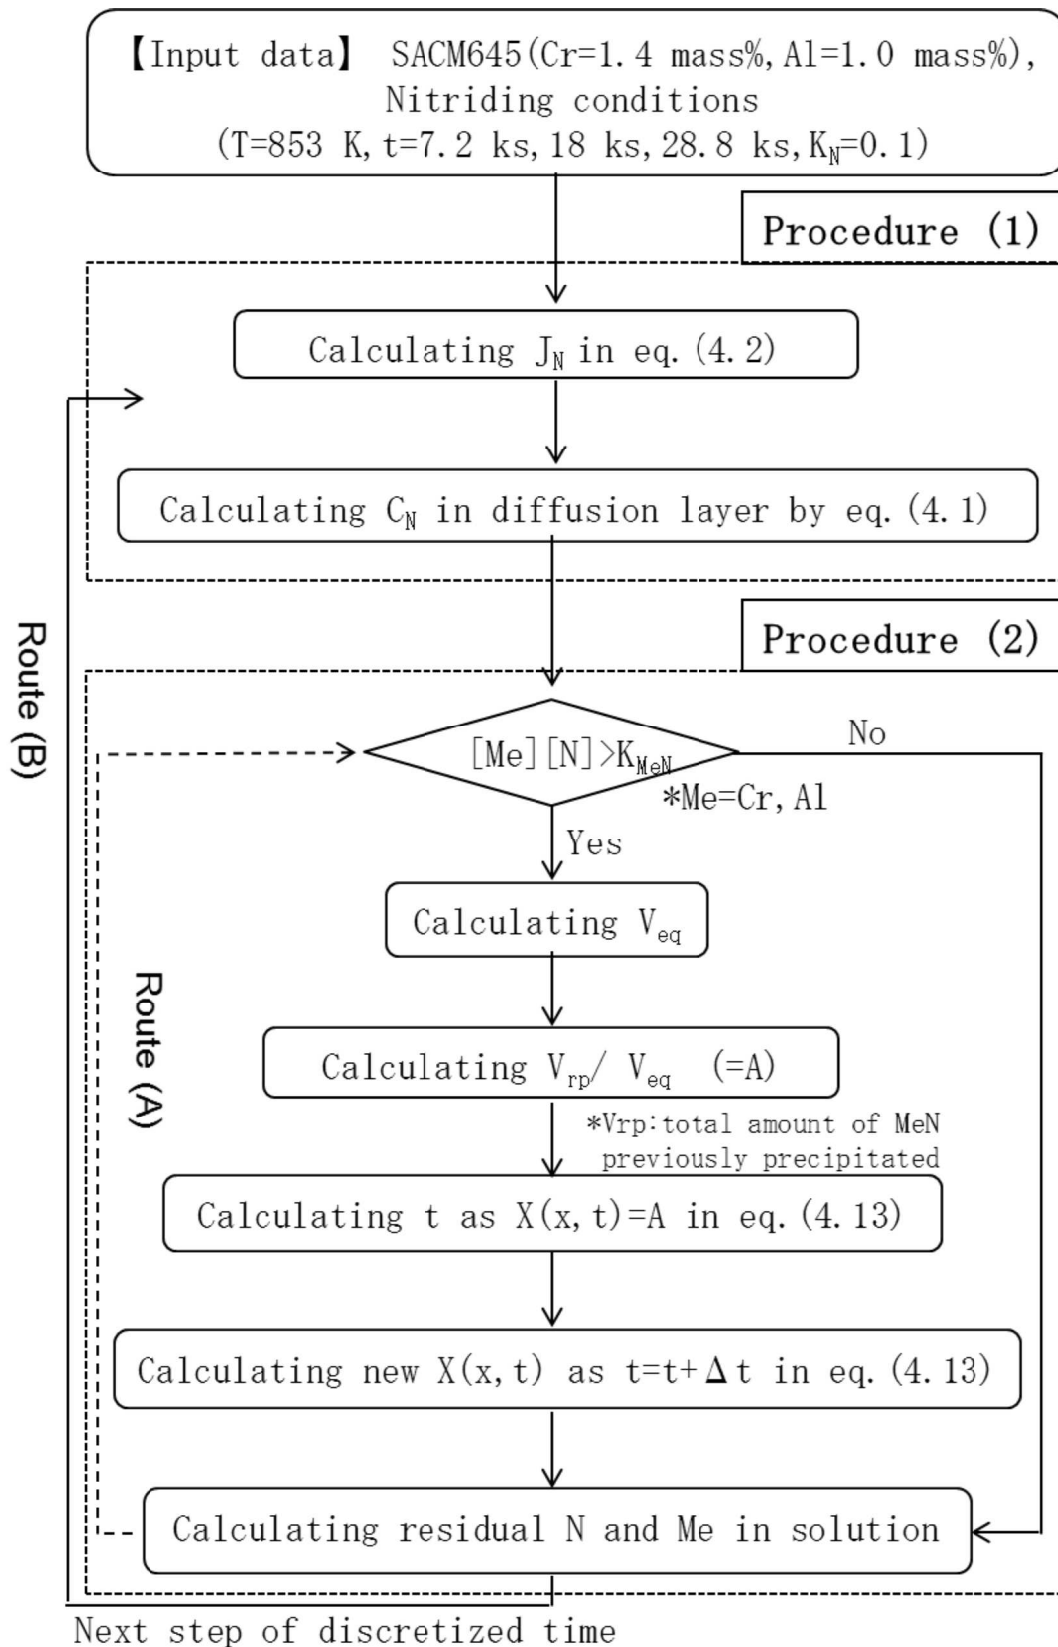 【Input data】 SACM645(Cr=1.4 mass%, Al=1.0 mass%),
Nitriding conditions
(T=853 K, t=7.2 ks, 18 ks, 28.8 ks, K_N=0.1)
Procedure (1)
Calculating J_N in eq. (4.2)
Calculating C_N in diffusion layer by eq. (4.1)
Procedure (2)
Route (B)
[Me][N]>K_MeN
No
*Me=Cr, Al
Yes
Calculating V_eq
Route (A)
Calculating V_rp/ V_eq (=A)
*Vrp:total amount of MeN
previously precipitated
Calculating t as X(x, t)=A in eq. (4.13)
Calculating new X(x, t) as t=t+Δt in eq. (4.13)
Calculating residual N and Me in solution
Next step of discretized time